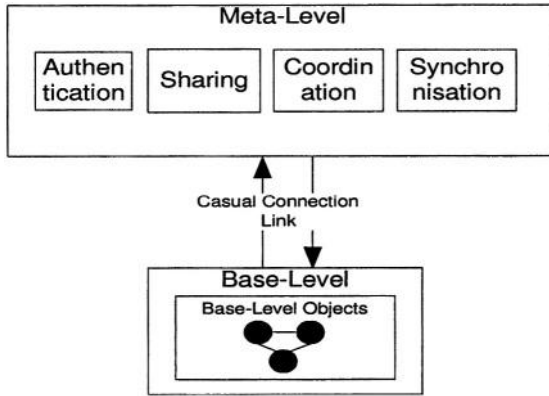 Meta-Level
Authen
tication
Sharing
Coordin
ation
Synchro
nisation
Casual Connection
Link
Base-Level
Base-Level Objects